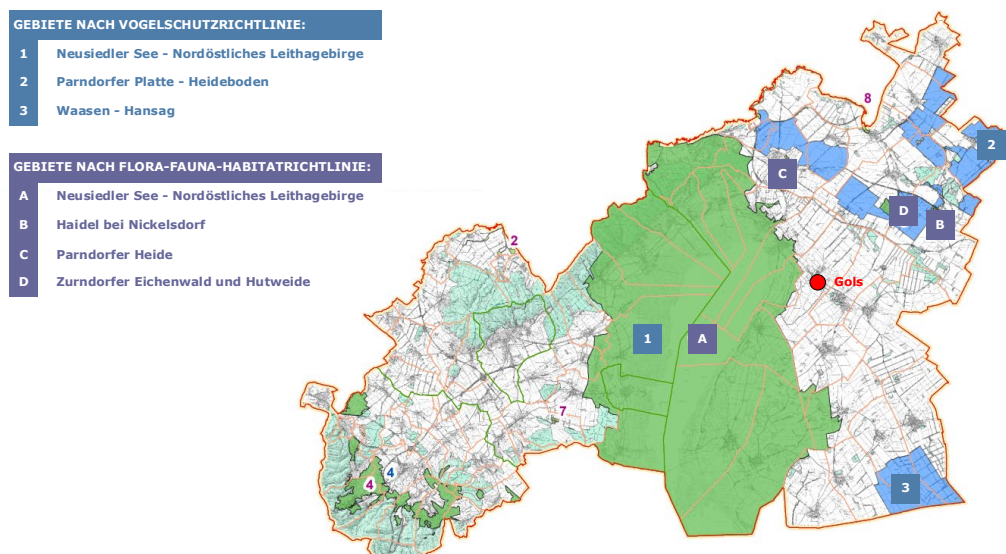 GEBIETE NACH VOGELSCHUTZRICHTLINIE:
1 Neusiedler See - Nordöstliches Leithagebirge
2 Parndorfer Platte - Heideboden
3 Waasen - Hansag
GEBIETE NACH FLORA-FAUNA-HABITATRICHTLINIE:
A Neusiedler See - Nordöstliches Leithagebirge
B Haidel bei Nickelsdorf
C Parndorfer Heide
D Zurndorfer Eichenwald und Hutweide
8
2
C
D
B
2
Gols
1
A
7
4
4
3